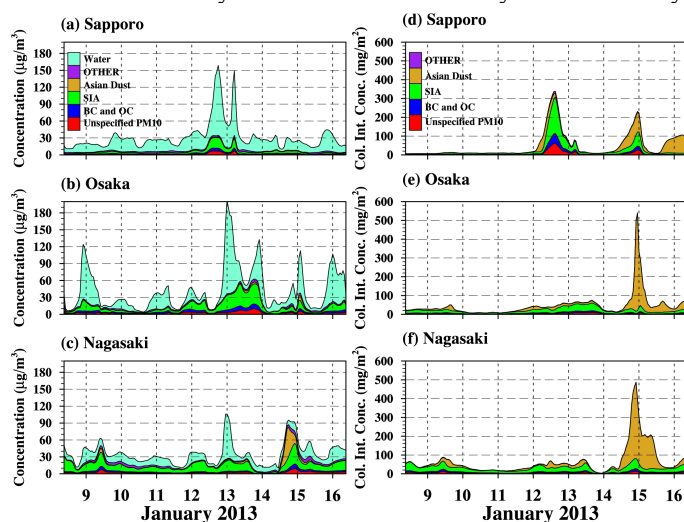 (a) Sapporo
Concentration (μg/m³)
180
150
120
90
60
30
0
Water
OTHER
Asian Dust
SIA
BC and OC
Unspecified PM10
(d) Sapporo
Col. Int. Conc. (mg/m²)
600
500
400
300
200
100
0
OTHER
Asian Dust
SIA
BC and OC
Unspecified PM10
(b) Osaka
Concentration (μg/m³)
180
150
120
90
60
30
0
(e) Osaka
Col. Int. Conc. (mg/m²)
600
500
400
300
200
100
0
(c) Nagasaki
Concentration (μg/m³)
180
150
120
90
60
30
0
9 10 11 12 13 14 15 16
January 2013
(f) Nagasaki
Col. Int. Conc. (mg/m²)
600
500
400
300
200
100
0
9 10 11 12 13 14 15 16
January 2013